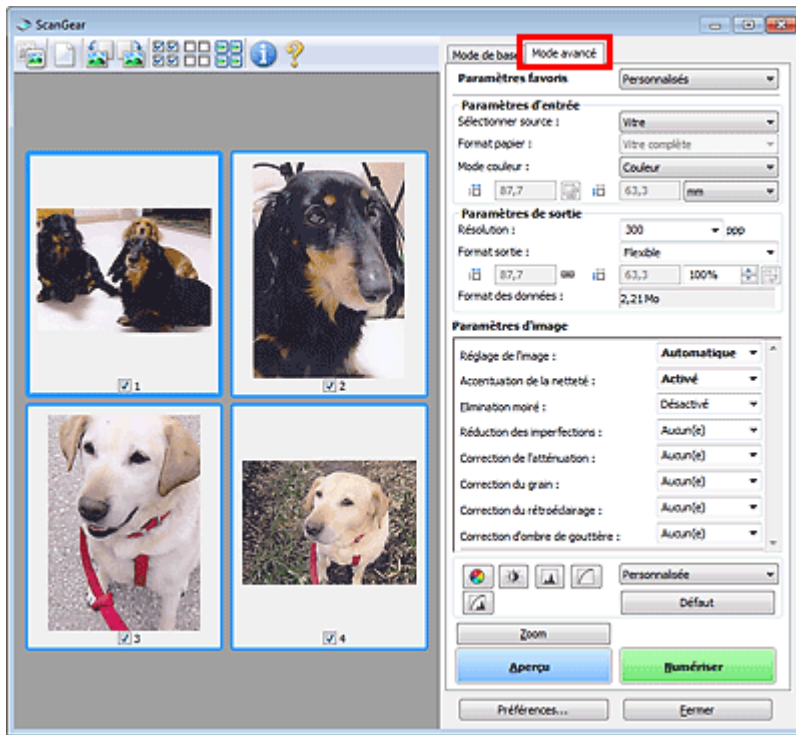 ScanGear
Mode de base Mode avancé
Paramètres favoris Personnalisés
Paramètres d'entrée
Sélectionner source : Vitre
Format papier : Vitre complète
Mode couleur : Couleur
87,7 63,3 mm
Paramètres de sortie
Résolution : 300 ppp
Format sortie : Flexible
87,7 63,3 100%
Format des données : 2,21 Mo
Paramètres d'image
Réglage de l'image : Automatique
Accentuation de la netteté : Activé
Elimination moiré : Désactivé
Réduction des imperfections : Aucun(e)
Correction de l'atténuation : Aucun(e)
Correction du grain : Aucun(e)
Correction du rétroéclairage : Aucun(e)
Correction d'ombre de gouttière : Aucun(e)
1
2
3
4
Personnalisée
Défaut
Zoom
Aperçu Numériser
Préférences... Fermer